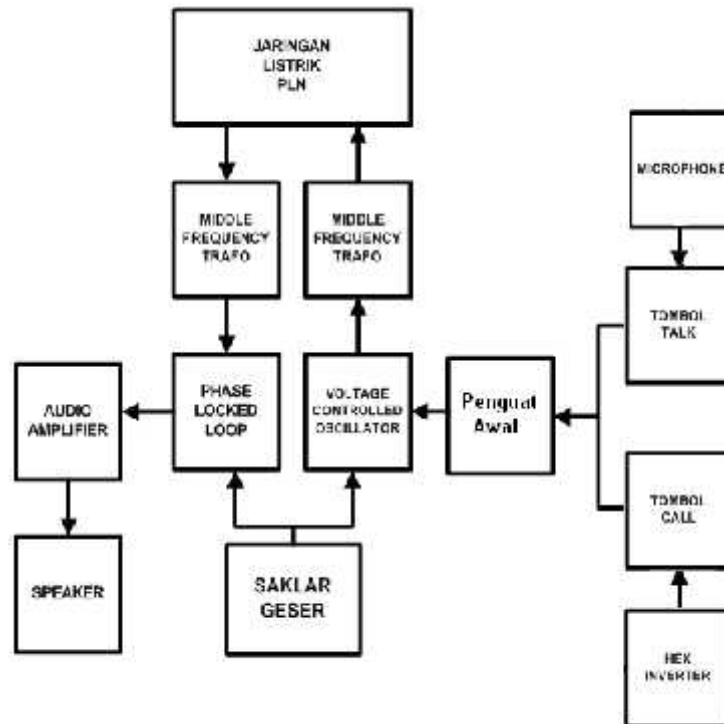 JARINGAN
LISTRIK
PLN
MICROPHONE
MIDDLE
FREQUENCY
TRAFO
MIDDLE
FREQUENCY
TRAFO
TOMBOL
TALK
AUDIO
AMPLIFIER
PHASE
LOCKED
LOOP
VOLTAGE
CONTROLLED
OSCILLATOR
Penguat
Awal
TOMBOL
CALL
SPEAKER
SAKLAR
GESER
HEX
INVERTER